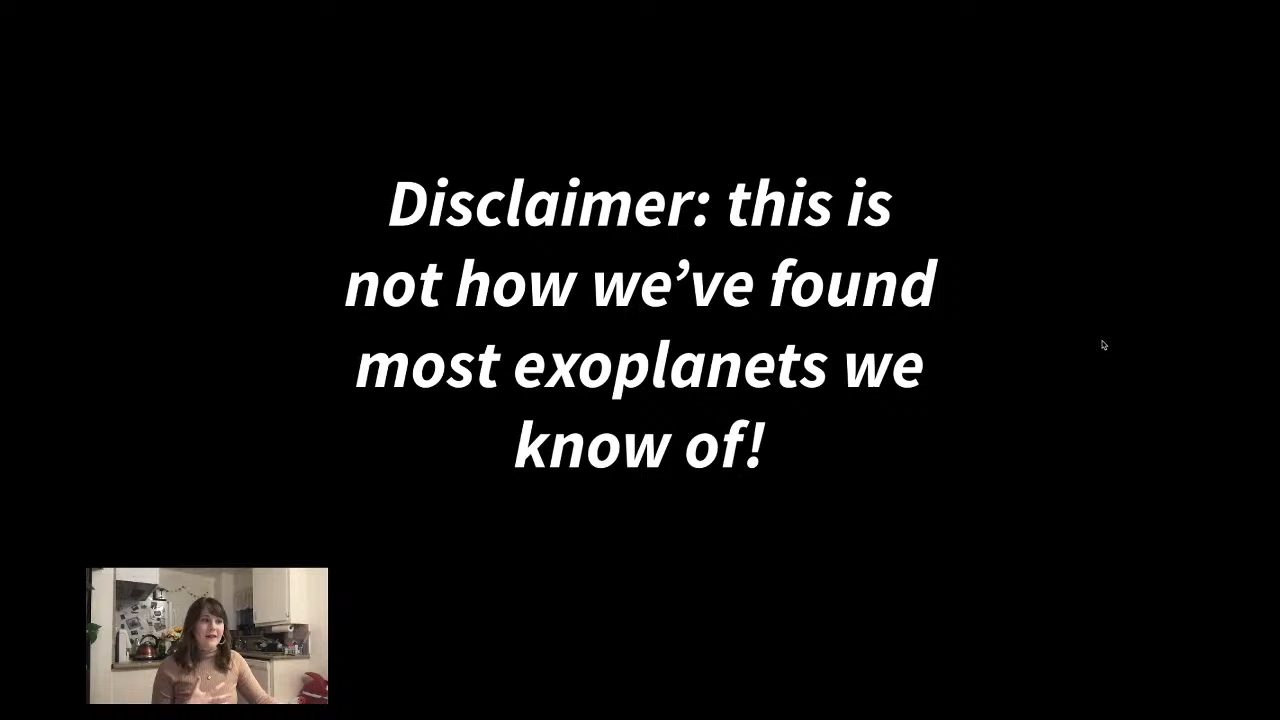 Disclaimer: this is
not how we’ve found
most exoplanets we
know of!